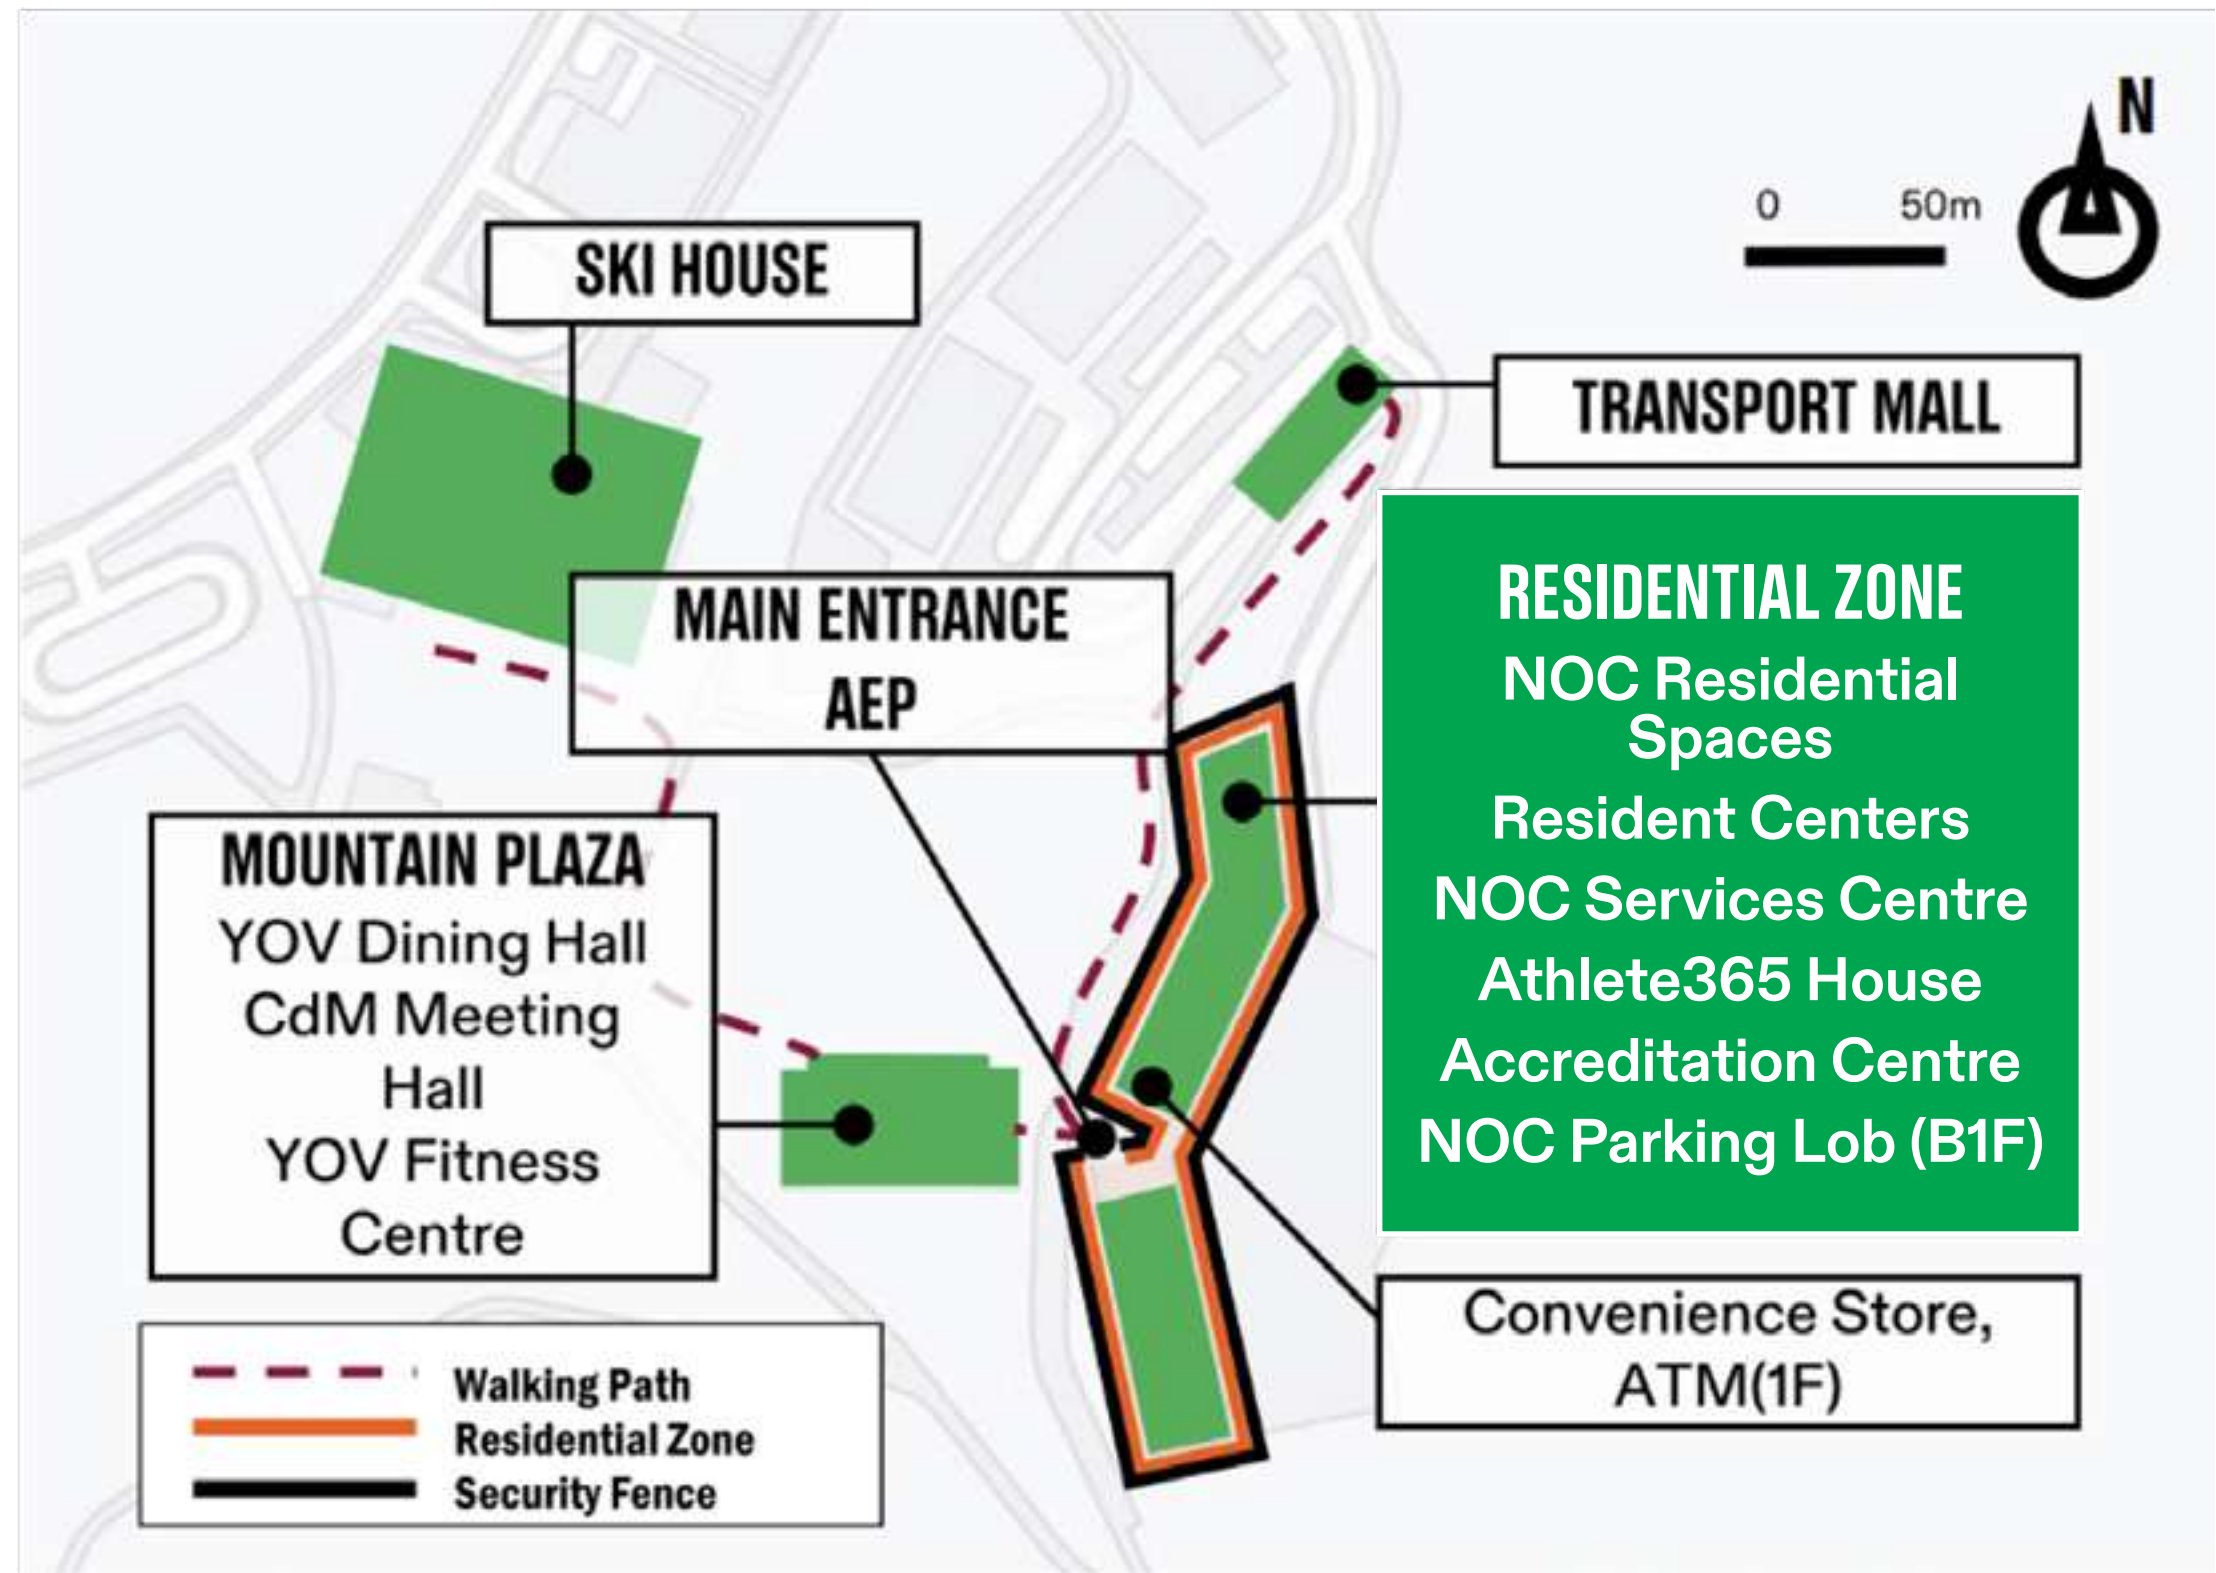 N
0 50m
SKI HOUSE
TRANSPORT MALL
MAIN ENTRANCE
AEP
RESIDENTIAL ZONE
NOC Residential
Spaces
Resident Centers
NOC Services Centre
Athlete365 House
Accreditation Centre
NOC Parking Lob (B1F)
MOUNTAIN PLAZA
YOV Dining Hall
CdM Meeting
Hall
YOV Fitness
Centre
Convenience Store,
ATM(1F)
Walking Path
Residential Zone
Security Fence